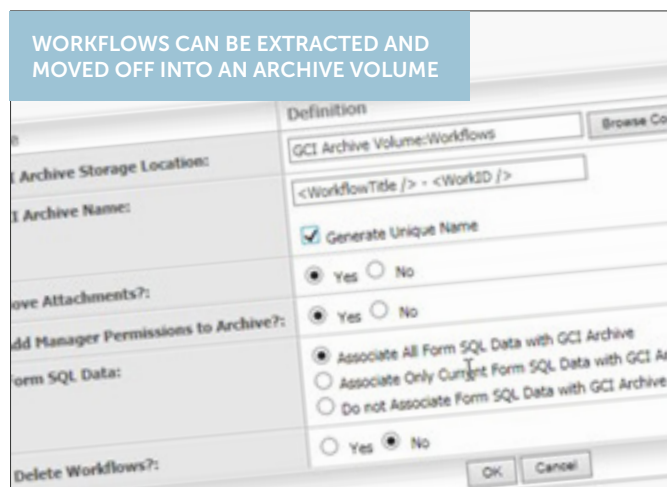 WORKFLOWS CAN BE EXTRACTED AND
MOVED OFF INTO AN ARCHIVE VOLUME
Definition
Archive Storage Location:
GCI Archive Volume:Workflows
Browse
Archive Name:
<WorkflowTitle /> - <WorkID />
Generate Unique Name
Attachments?:
Yes No
Manager Permissions to Archive?:
Yes No
SQL Data:
Associate All Form SQL Data with GCI Archive
Associate Only Current Form SQL Data with GCI
Do not Associate Form SQL Data with GCI Archive
Delete Workflows?:
Yes No
OK Cancel